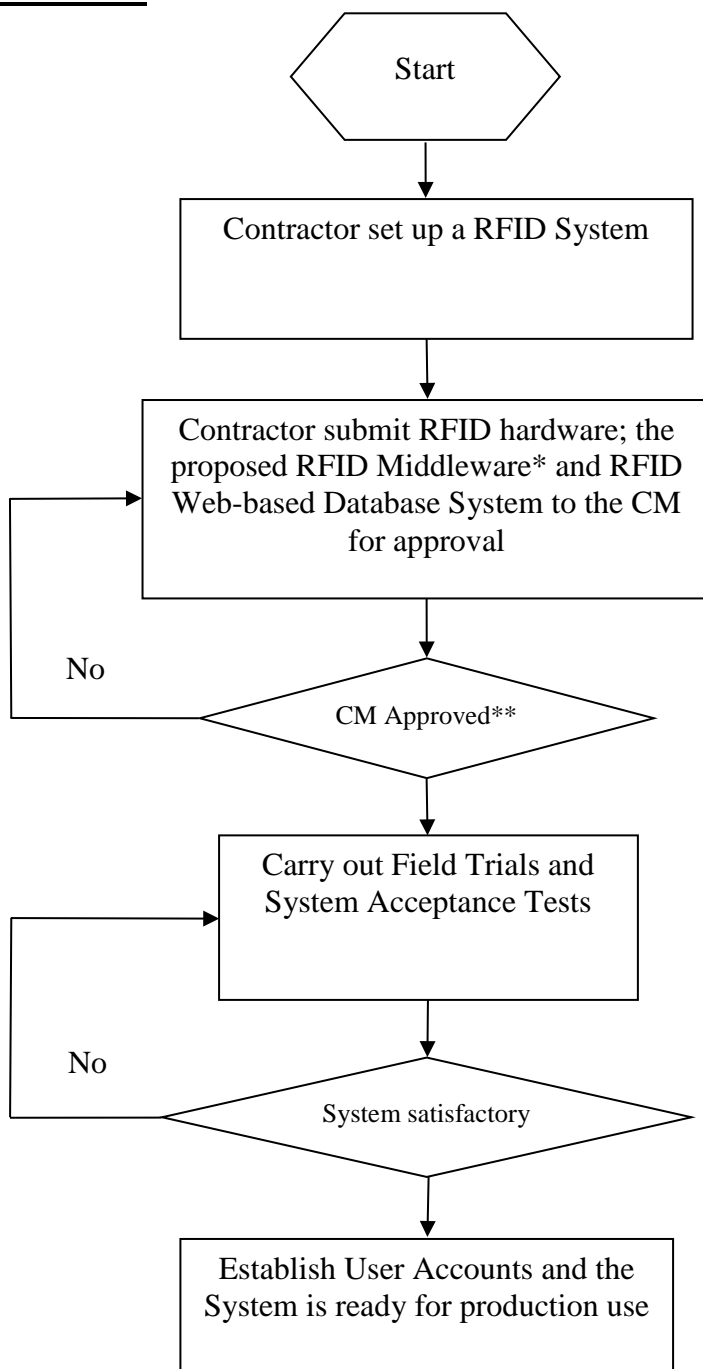 Start
Contractor set up a RFID System
Contractor submit RFID hardware; the
proposed RFID Middleware* and RFID
Web-based Database System to the CM
for approval
No
CM Approved**
Carry out Field Trials and
System Acceptance Tests
No
System satisfactory
Establish User Accounts and the
System is ready for production use